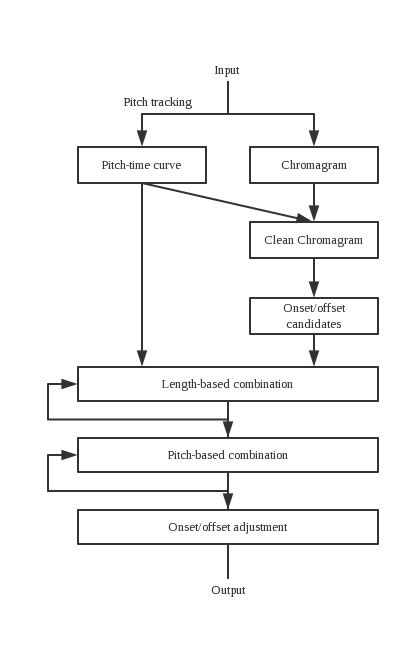 Input
Pitch tracking
Pitch-time curve
Chromagram
Clean Chromagram
Onset/offset
candidates
Length-based combination
Pitch-based combination
Onset/offset adjustment
Output